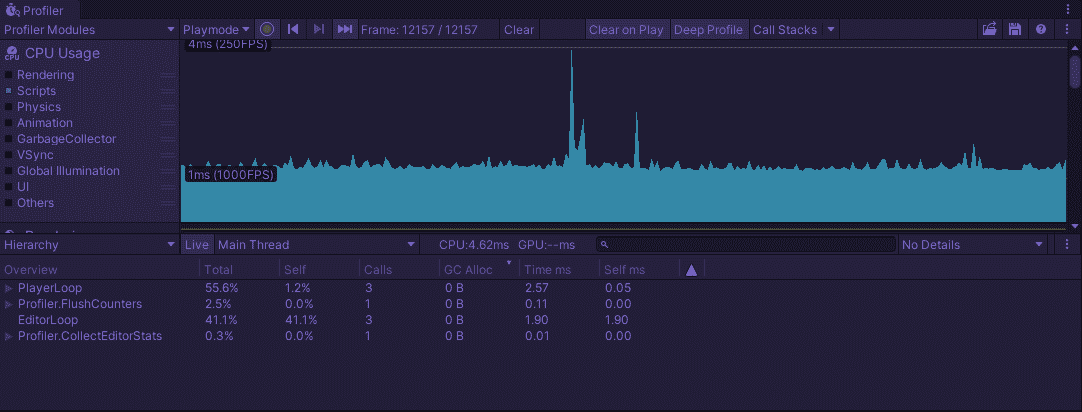 Profiler
Profiler Modules Playmode Frame: 12157 / 12157 Clear Clear on Play Deep Profile Call Stacks
CPU Usage
CPU
4ms (250FPS)
Rendering
Scripts
Physics
Animation
GarbageCollector
VSync
Global Illumination
1ms (1000FPS)
UI
Others
Hierarchy Live Main Thread CPU:4.62ms GPU:--ms No Details
Overview Total Self Calls GC Alloc Time ms Self ms
PlayerLoop 55.6% 1.2% 3 0 B 2.57 0.05
Profiler.FlushCounters 2.5% 0.0% 1 0 B 0.11 0.00
EditorLoop 41.1% 41.1% 3 0 B 1.90 1.90
Profiler.CollectEditorStats 0.3% 0.0% 1 0 B 0.01 0.00